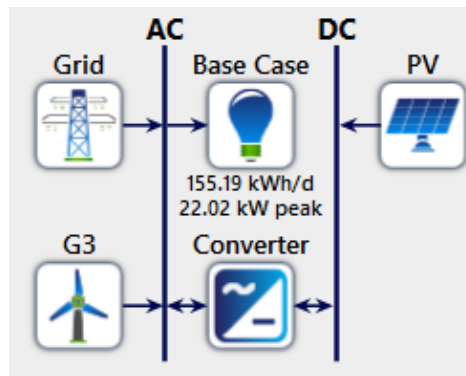 AC DC
Grid Base Case PV
155.19 kWh/d
22.02 kW peak
G3 Converter